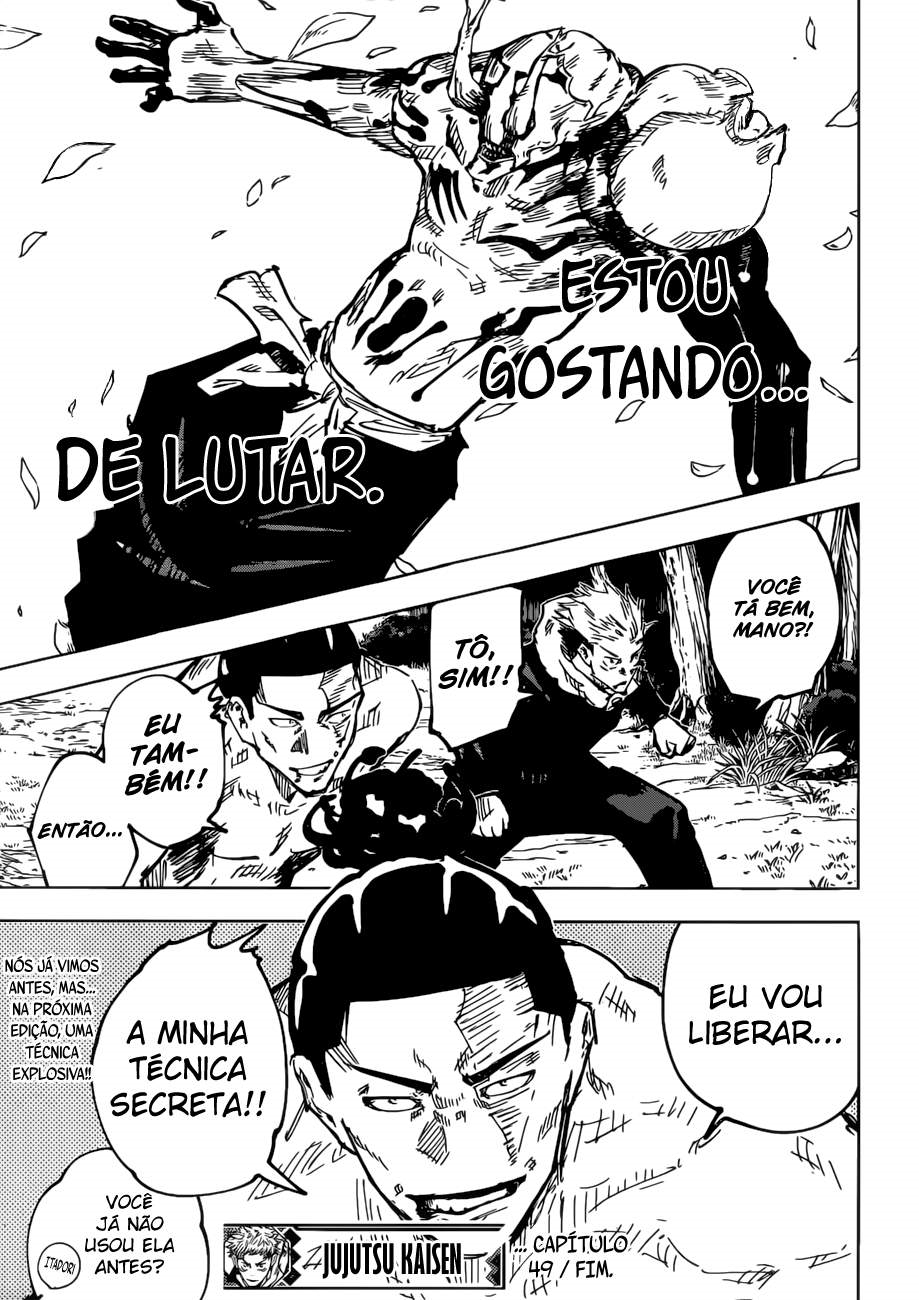 ESTOU
GOSTANDO...
DE LUTAR.
VOCÊ
TÁ BEM,
MANO?!
TÔ,
SIM!!
EU
TAM-
BÉM!!
ENTÃO...
EU VOU
LIBERAR...
A MINHA
TÉCNICA
SECRETA!!
NÓS JÁ VIMOS
ANTES, MAS...
NA PRÓXIMA
EDIÇÃO, UMA
TÉCNICA
EXPLOSIVA!!
VOCÊ
JÁ NÃO
USOU ELA
ANTES?
ITADORI
JUJUTSU KAISEN
... CAPÍTULO
49 / FIM.